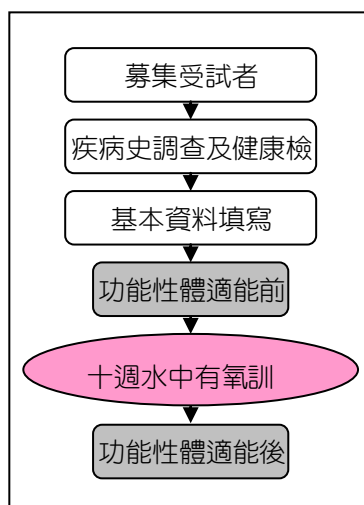 募集受試者
疾病史調查及健康檢
基本資料填寫
功能性體適能前
十週水中有氧訓
功能性體適能後